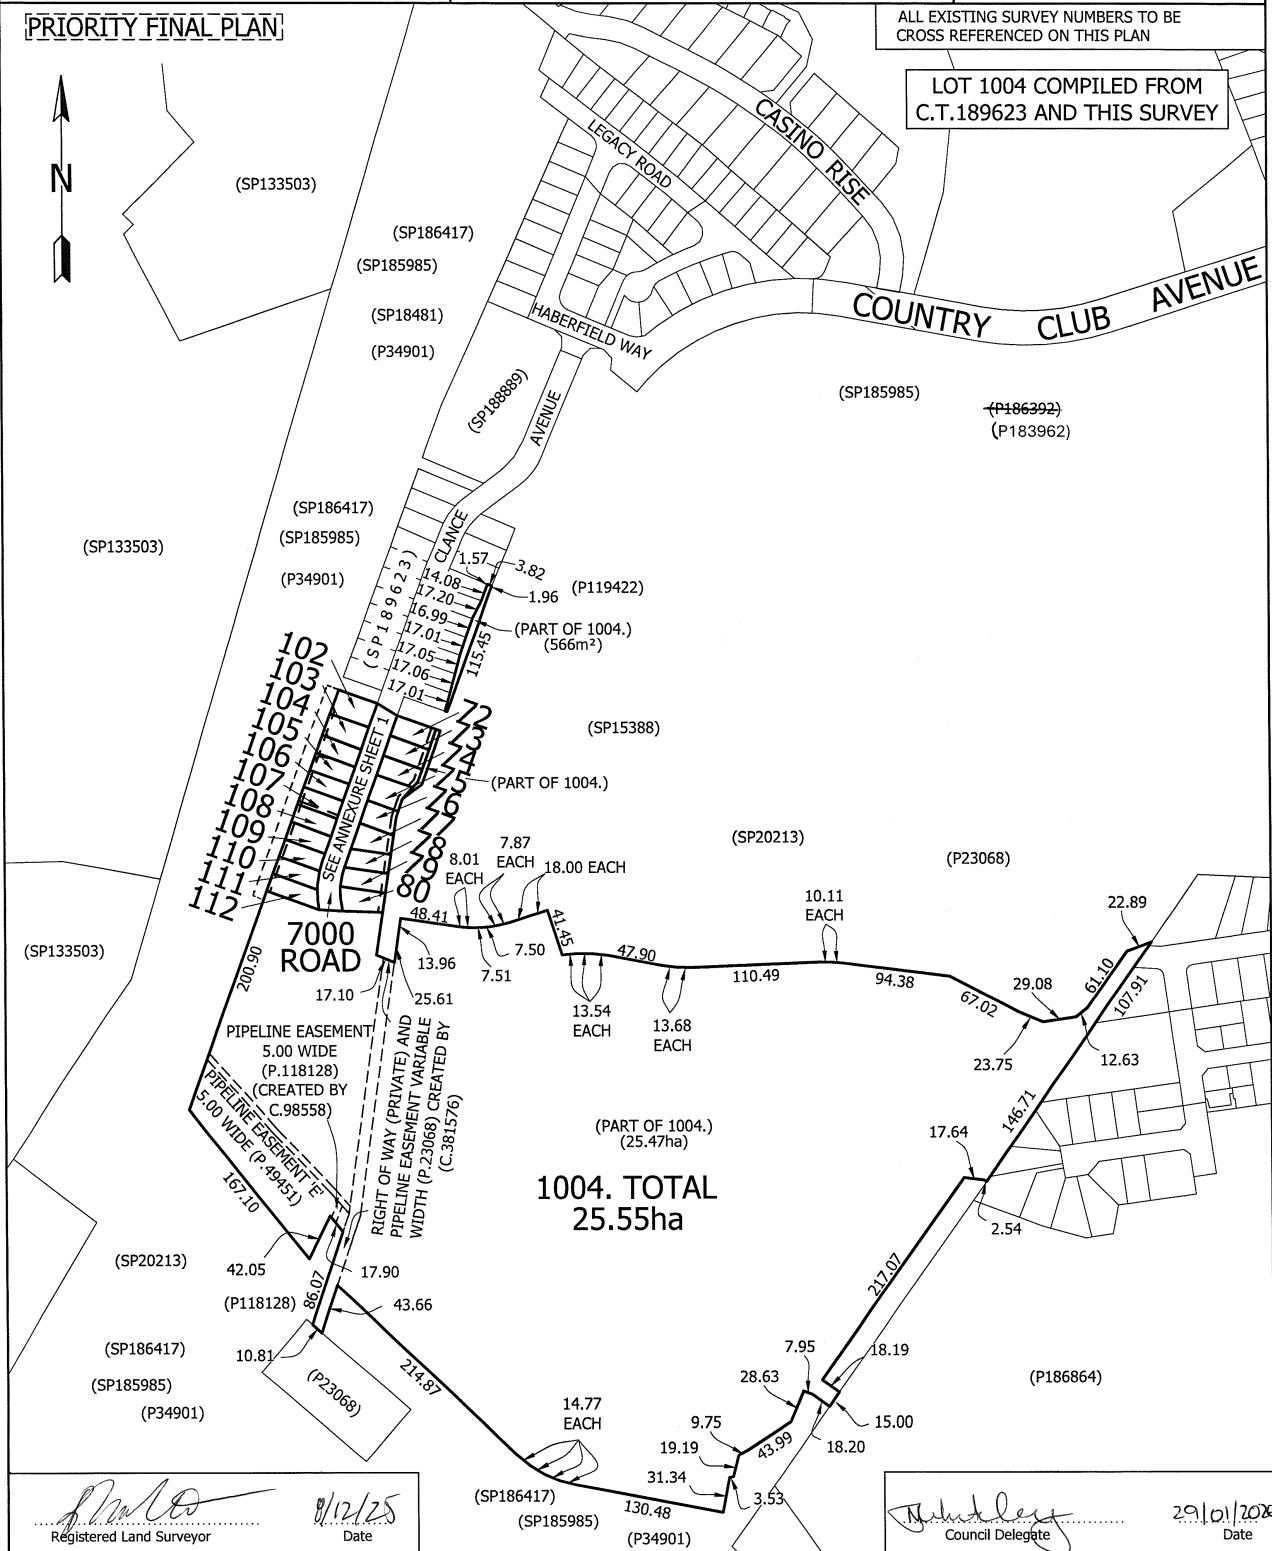 PRIORITY FINAL PLAN
ALL EXISTING SURVEY NUMBERS TO BE
CROSS REFERENCED ON THIS PLAN
LOT 1004 COMPILED FROM
C.T.189623 AND THIS SURVEY
N
CASINO RISE
LEGACY ROAD
(SP133503)
(SP186417)
(SP185985)
(SP18481)
(P34901)
HABERFIELD WAY
COUNTRY CLUB AVENUE
(SP188889)
CLANCE AVENUE
(SP185985)
(P186392)
(P183962)
(SP186417)
(SP185985)
(SP133503)
(P34901)
(SP189623)
1.57
3.82
14.08
1.96
(P119422)
17.20
16.99
17.01
(PART OF 1004.)
(566m²)
17.05
17.06
17.01
115.45
102
103
104
105
106
107
108
109
110
111
112
72
73
74
75
76
77
78
79
80
SEE ANNEXURE SHEET 1
(SP15388)
(PART OF 1004.)
(SP20213)
(P23068)
8.01
EACH
7.87
EACH
18.00 EACH
10.11
EACH
22.89
48.41
41.45
7000
ROAD
(SP133503)
13.96
7.51
7.50
47.90
110.49
94.38
67.02
29.08
61.10
107.91
200.90
17.10
25.61
13.54
EACH
13.68
EACH
23.75
12.63
PIPELINE EASEMENT
5.00 WIDE
(P.118128)
(CREATED BY
C.98558)
PIPELINE EASEMENT 'E'
5.00 WIDE (P.49451)
RIGHT OF WAY (PRIVATE) AND
PIPELINE EASEMENT VARIABLE
WIDTH (P.23068) CREATED BY
(C.381576)
(PART OF 1004.)
(25.47ha)
146.71
17.64
167.10
1004. TOTAL
25.55ha
2.54
(SP20213)
42.05
17.90
86.07
(P118128)
43.66
217.07
(SP186417)
10.81
(SP185985)
(P34901)
(P23068)
214.87
7.95
18.19
28.63
(P186864)
14.77
EACH
9.75
15.00
19.19
43.99
18.20
31.34
3.53
(SP186417)
130.48
(SP185985)
(P34901)
Registered Land Surveyor
8/12/25
Date
Council Delegate
29/01/2026
Date